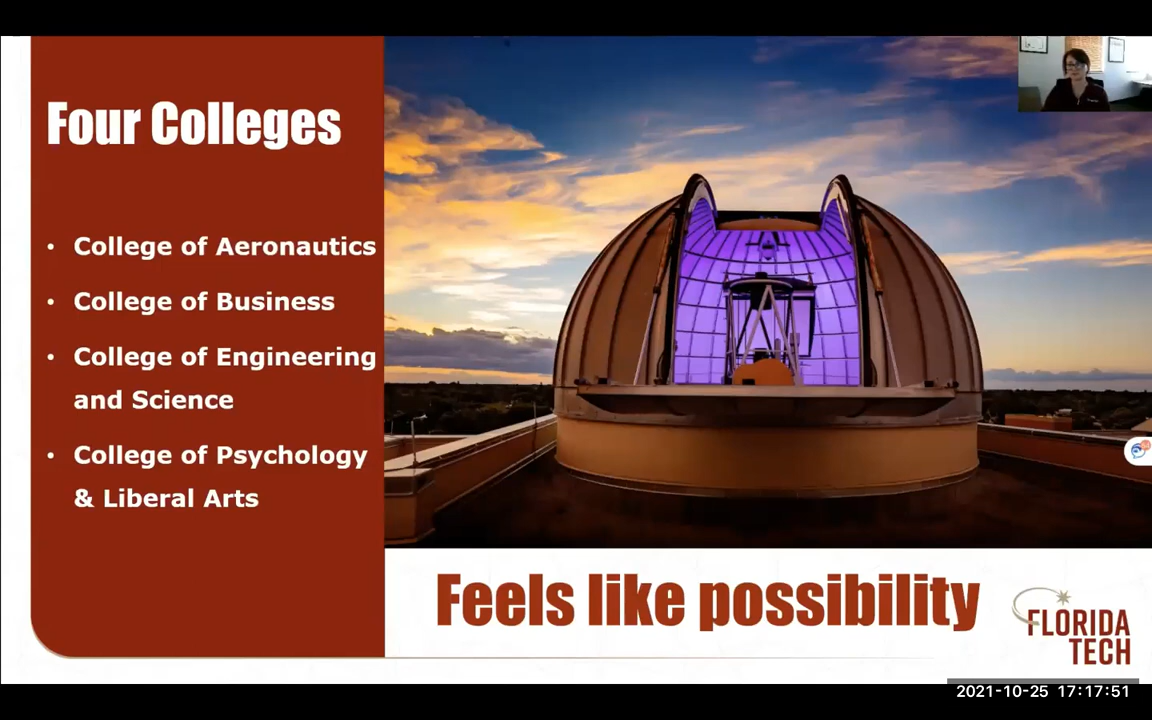 Four Colleges
• College of Aeronautics
• College of Business
• College of Engineering
and Science
• College of Psychology
& Liberal Arts
Feels like possibility
FLORIDA
TECH
2021-10-25 17:17:51